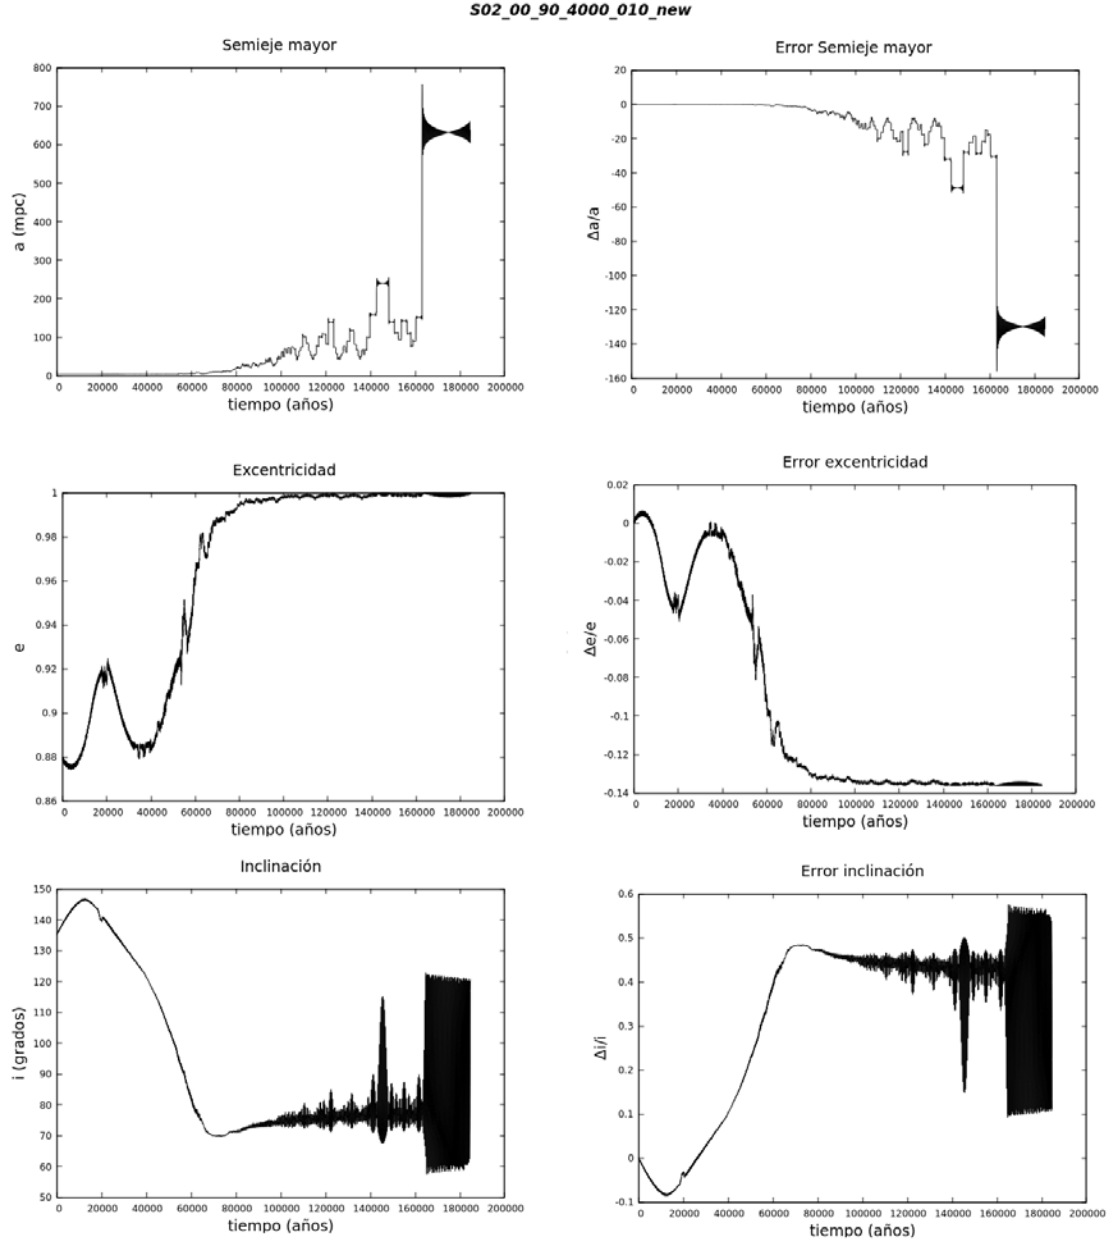 S02_00_90_4000_010_new
Semieje mayor
800
700
600
500
400
300
200
100
0
a (mpc)
0 20000 40000 60000 80000 100000 120000 140000 160000 180000 200000
tiempo (años)
Error Semieje mayor
20
0
-20
-40
-60
-80
-100
-120
-140
-160
Δa/a
0 20000 40000 60000 80000 100000 120000 140000 160000 180000 200000
tiempo (años)
Excentricidad
1
0.98
0.96
0.94
0.92
0.9
0.88
0.86
e
0 20000 40000 60000 80000 100000 120000 140000 160000 180000 200000
tiempo (años)
Error excentricidad
0.02
0
-0.02
-0.04
-0.06
-0.08
-0.1
-0.12
-0.14
Δe/e
0 20000 40000 60000 80000 100000 120000 140000 160000 180000 200000
tiempo (años)
Inclinación
150
140
130
120
110
100
90
80
70
60
50
i (grados)
0 20000 40000 60000 80000 100000 120000 140000 160000 180000 200000
tiempo (años)
Error inclinación
0.6
0.5
0.4
0.3
0.2
0.1
0
-0.1
Δi/i
0 20000 40000 60000 80000 100000 120000 140000 160000 180000 200000
tiempo (años)